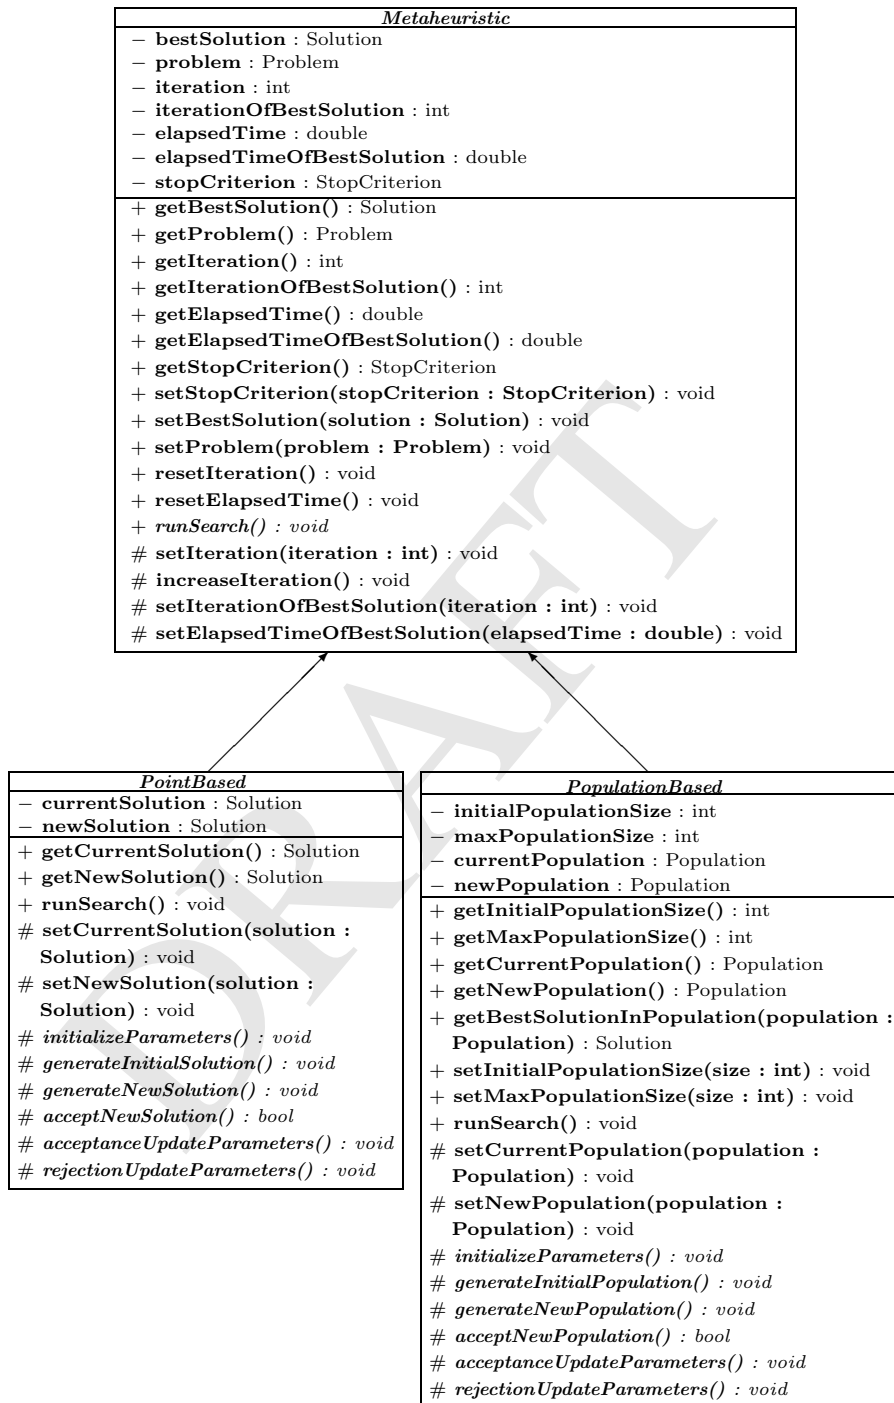 Metaheuristic
− bestSolution : Solution
− problem : Problem
− iteration : int
− iterationOfBestSolution : int
− elapsedTime : double
− elapsedTimeOfBestSolution : double
− stopCriterion : StopCriterion
+ getBestSolution() : Solution
+ getProblem() : Problem
+ getIteration() : int
+ getIterationOfBestSolution() : int
+ getElapsedTime() : double
+ getElapsedTimeOfBestSolution() : double
+ getStopCriterion() : StopCriterion
+ setStopCriterion(stopCriterion : StopCriterion) : void
+ setBestSolution(solution : Solution) : void
+ setProblem(problem : Problem) : void
+ resetIteration() : void
+ resetElapsedTime() : void
+ runSearch() : void
# setIteration(iteration : int) : void
# increaseIteration() : void
# setIterationOfBestSolution(iteration : int) : void
# setElapsedTimeOfBestSolution(elapsedTime : double) : void
PointBased
− currentSolution : Solution
− newSolution : Solution
+ getCurrentSolution() : Solution
+ getNewSolution() : Solution
+ runSearch() : void
# setCurrentSolution(solution :
Solution) : void
# setNewSolution(solution :
Solution) : void
# initializeParameters() : void
# generateInitialSolution() : void
# generateNewSolution() : void
# acceptNewSolution() : bool
# acceptanceUpdateParameters() : void
# rejectionUpdateParameters() : void
PopulationBased
− initialPopulationSize : int
− maxPopulationSize : int
− currentPopulation : Population
− newPopulation : Population
+ getInitialPopulationSize() : int
+ getMaxPopulationSize() : int
+ getCurrentPopulation() : Population
+ getNewPopulation() : Population
+ getBestSolutionInPopulation(population :
Population) : Solution
+ setInitialPopulationSize(size : int) : void
+ setMaxPopulationSize(size : int) : void
+ runSearch() : void
# setCurrentPopulation(population :
Population) : void
# setNewPopulation(population :
Population) : void
# initializeParameters() : void
# generateInitialPopulation() : void
# generateNewPopulation() : void
# acceptNewPopulation() : bool
# acceptanceUpdateParameters() : void
# rejectionUpdateParameters() : void
DRAFT